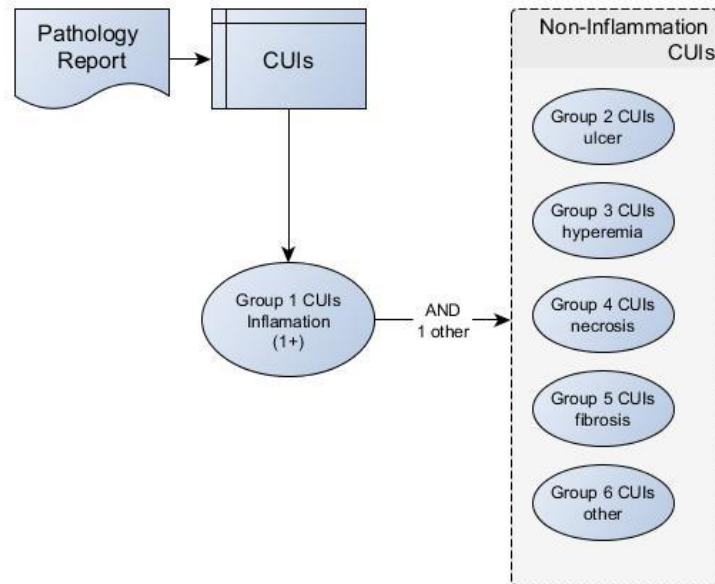 Pathology
Report
CUIs
Non-Inflammation
CUIs
Group 1 CUIs
Inflamation
(1+)
AND
1 other
Group 2 CUIs
ulcer
Group 3 CUIs
hyperemia
Group 4 CUIs
necrosis
Group 5 CUIs
fibrosis
Group 6 CUIs
other